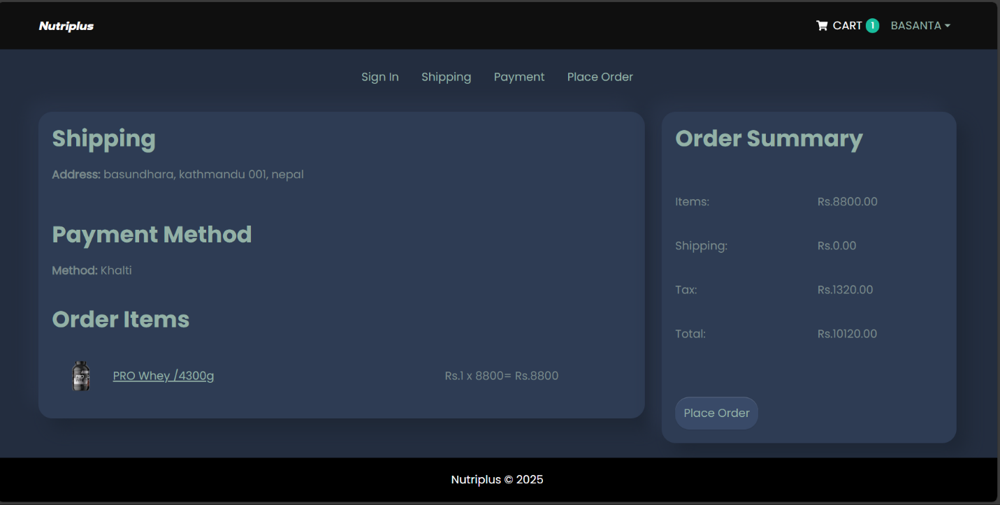 Nutriplus
CART 1 BASANTA
Sign In Shipping Payment Place Order
Shipping
Address: basundhara, kathmandu 001, nepal
Payment Method
Method: Khalti
Order Items
PRO Whey /4300g Rs.1 x 8800= Rs.8800
Order Summary
Items: Rs.8800.00
Shipping: Rs.0.00
Tax: Rs.1320.00
Total: Rs.10120.00
Place Order
Nutriplus © 2025